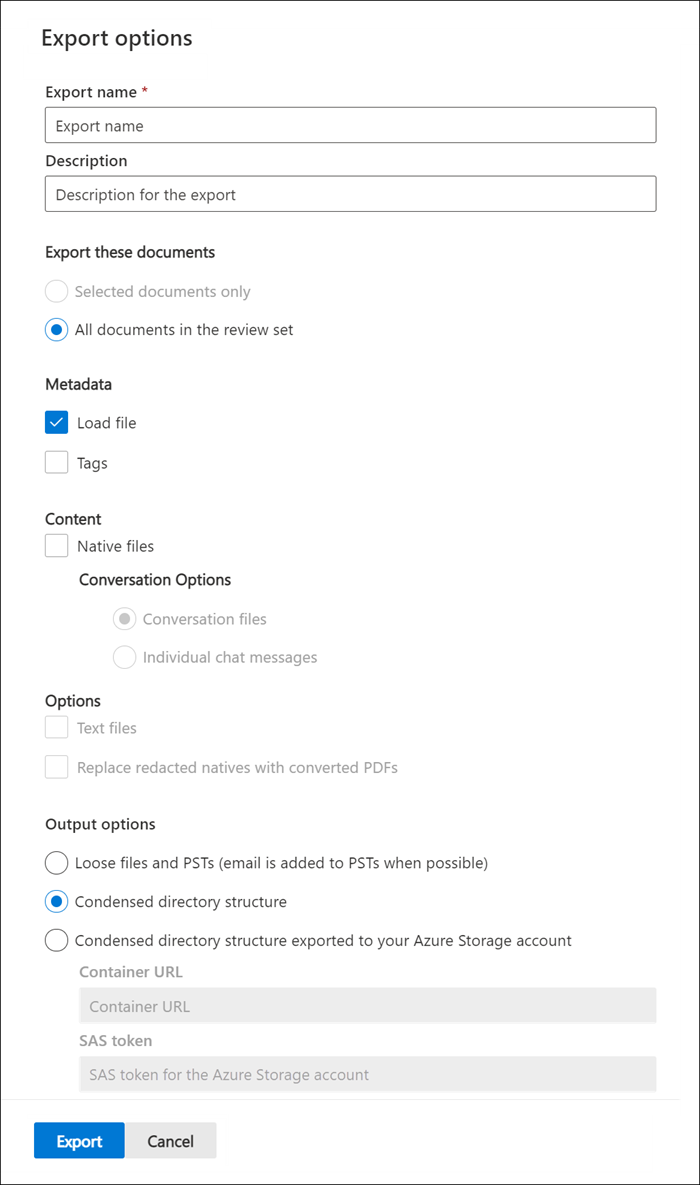 Export options
Export name *
Export name
Description
Description for the export
Export these documents
Selected documents only
All documents in the review set
Metadata
Load file
Tags
Content
Native files
Conversation Options
Conversation files
Individual chat messages
Options
Text files
Replace redacted natives with converted PDFs
Output options
Loose files and PSTs (email is added to PSTs when possible)
Condensed directory structure
Condensed directory structure exported to your Azure Storage account
Container URL
Container URL
SAS token
SAS token for the Azure Storage account
Export Cancel